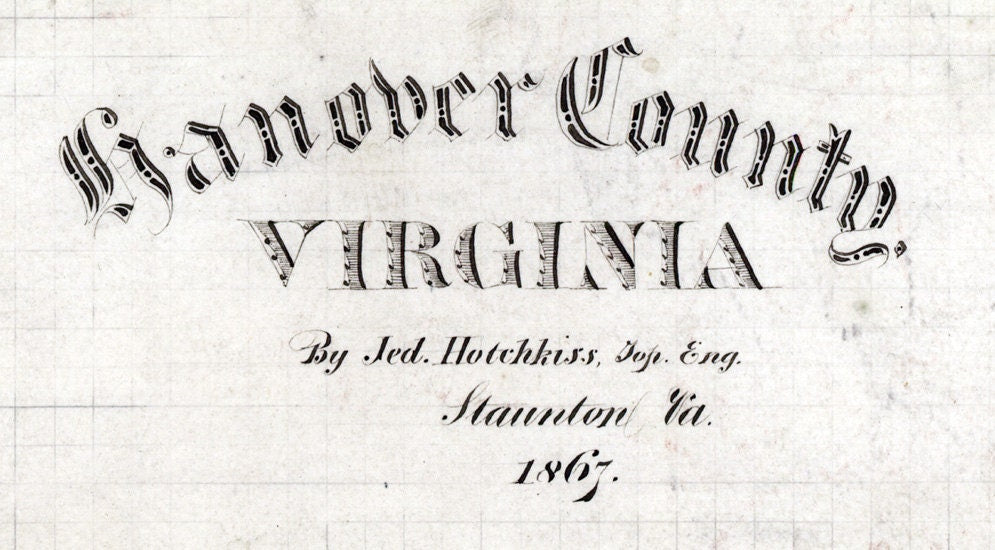 Hanover County.
VIRGINIA
By Jed. Hotchkiss, Top. Eng.
Staunton Va.
1867.